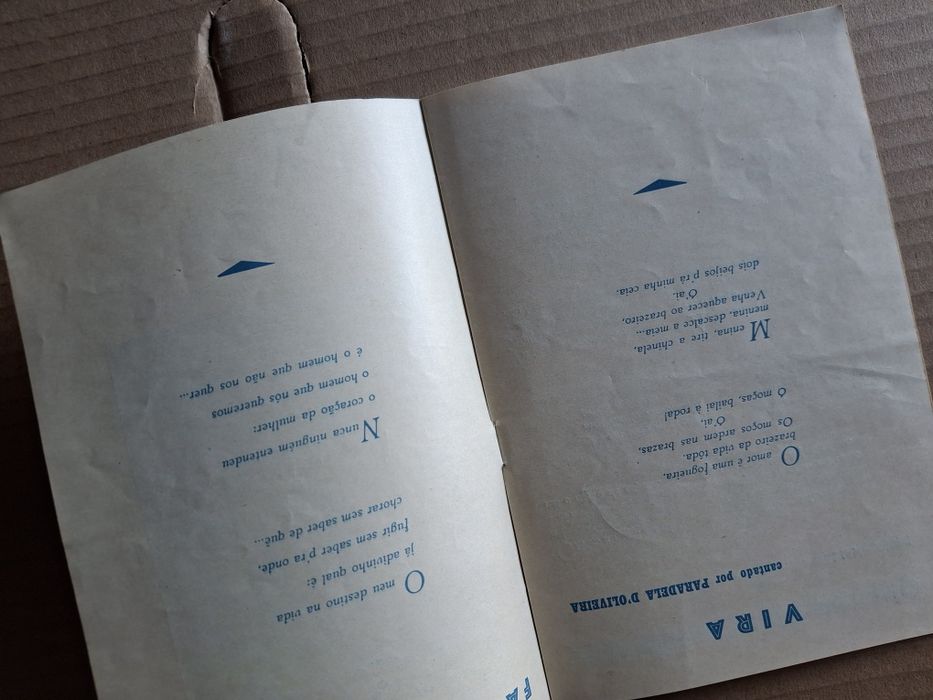 VIRA
cantado por PARADELA D'OLIVEIRA
O amor é uma fogueira,
brazeiro da vida tôda.
Os moços ardem nas brazas,
Ó'ai,
Ó moças, bailai à roda!
Menina, tire a chinela,
menina, descalce a meia...
Venha aquecer ao brazeiro,
Ó'ai,
dois beijos p'rá minha ceia.
FA
O meu destino na vida
já adivinho qual é:
fugir sem saber p'ra onde,
chorar sem saber de quê...
Nunca ninguém entendeu
o coração da mulher:
o homem que nós queremos
é o homem que não nos quer...